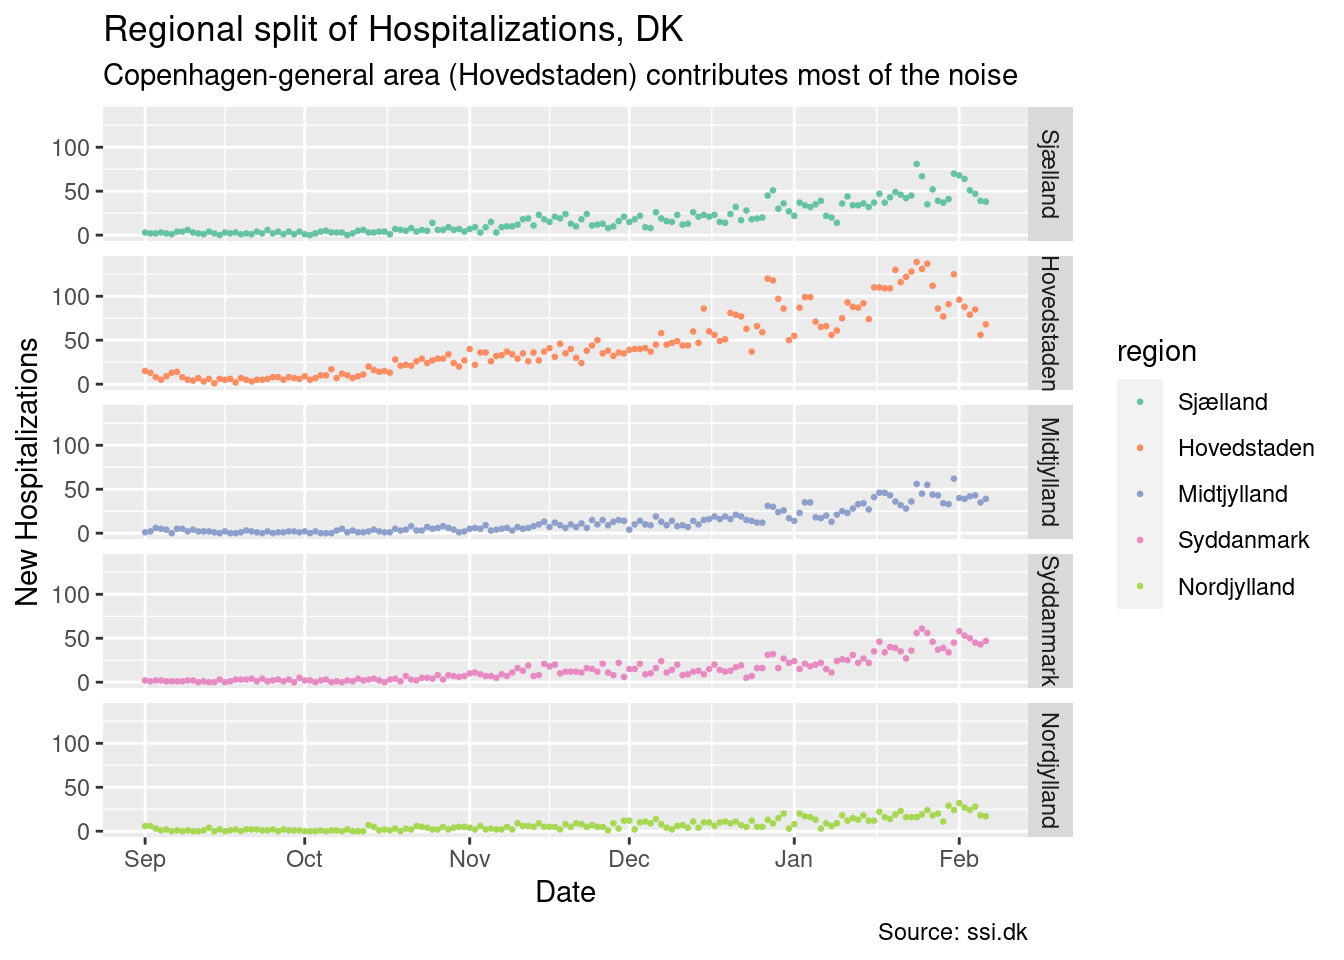 Regional split of Hospitalizations, DK
Copenhagen-general area (Hovedstaden) contributes most of the noise
New Hospitalizations
100
50
0
Sjælland
100
50
0
Hovedstaden
100
50
0
Midtjylland
100
50
0
Syddanmark
100
50
0
Nordjylland
Sep Oct Nov Dec Jan Feb
Date
region
Sjælland
Hovedstaden
Midtjylland
Syddanmark
Nordjylland
Source: ssi.dk